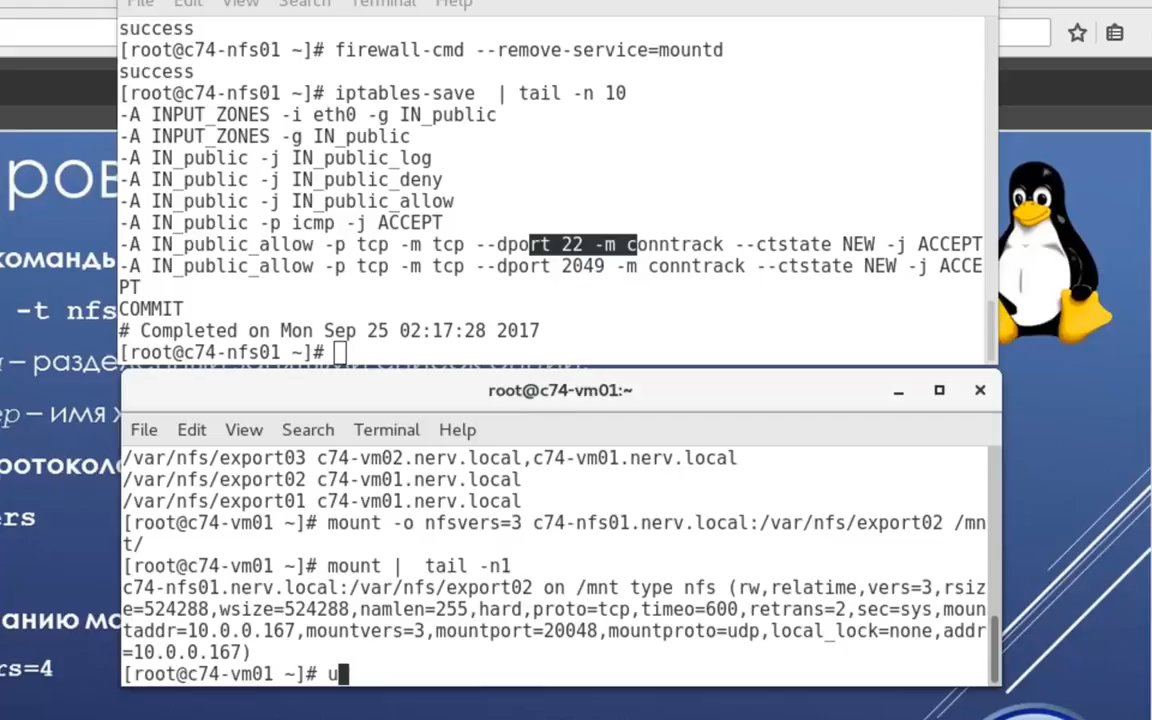 File Edit View Search Terminal Help
success
[root@c74-nfs01 ~]# firewall-cmd --remove-service=mountd
success
[root@c74-nfs01 ~]# iptables-save  | tail -n 10
-A INPUT_ZONES -i eth0 -g IN_public
-A INPUT_ZONES -g IN_public
-A IN_public -j IN_public_log
-A IN_public -j IN_public_deny
-A IN_public -j IN_public_allow
-A IN_public -p icmp -j ACCEPT
-A IN_public_allow -p tcp -m tcp --dport 22 -m conntrack --ctstate NEW -j ACCEPT
-A IN_public_allow -p tcp -m tcp --dport 2049 -m conntrack --ctstate NEW -j ACCE
PT
COMMIT
# Completed on Mon Sep 25 02:17:28 2017
[root@c74-nfs01 ~]#
ров
команды
-t nfs
– разде
ер – имя х
ротоколо
rs
анию мо
rs=4
root@c74-vm01:~
File Edit View Search Terminal Help
/var/nfs/export03 c74-vm02.nerv.local,c74-vm01.nerv.local
/var/nfs/export02 c74-vm01.nerv.local
/var/nfs/export01 c74-vm01.nerv.local
[root@c74-vm01 ~]# mount -o nfsvers=3 c74-nfs01.nerv.local:/var/nfs/export02 /mn
t/
[root@c74-vm01 ~]# mount |  tail -n1
c74-nfs01.nerv.local:/var/nfs/export02 on /mnt type nfs (rw,relatime,vers=3,rsiz
e=524288,wsize=524288,namlen=255,hard,proto=tcp,timeo=600,retrans=2,sec=sys,moun
taddr=10.0.0.167,mountvers=3,mountport=20048,mountproto=udp,local_lock=none,addr
=10.0.0.167)
[root@c74-vm01 ~]# u